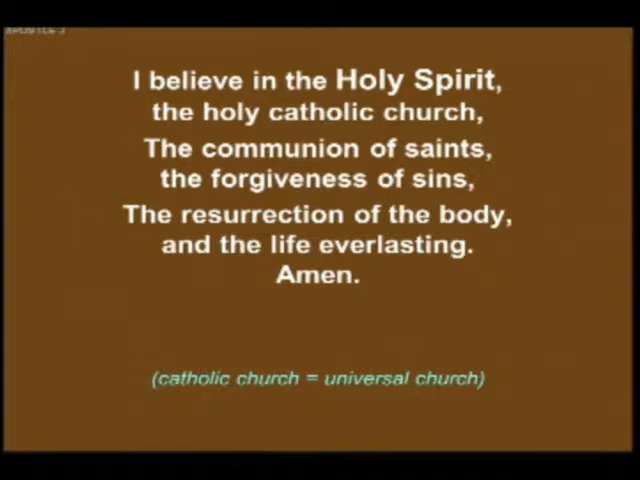 I believe in the Holy Spirit,
the holy catholic church,
The communion of saints,
the forgiveness of sins,
The resurrection of the body,
and the life everlasting.
Amen.
(catholic church = universal church)